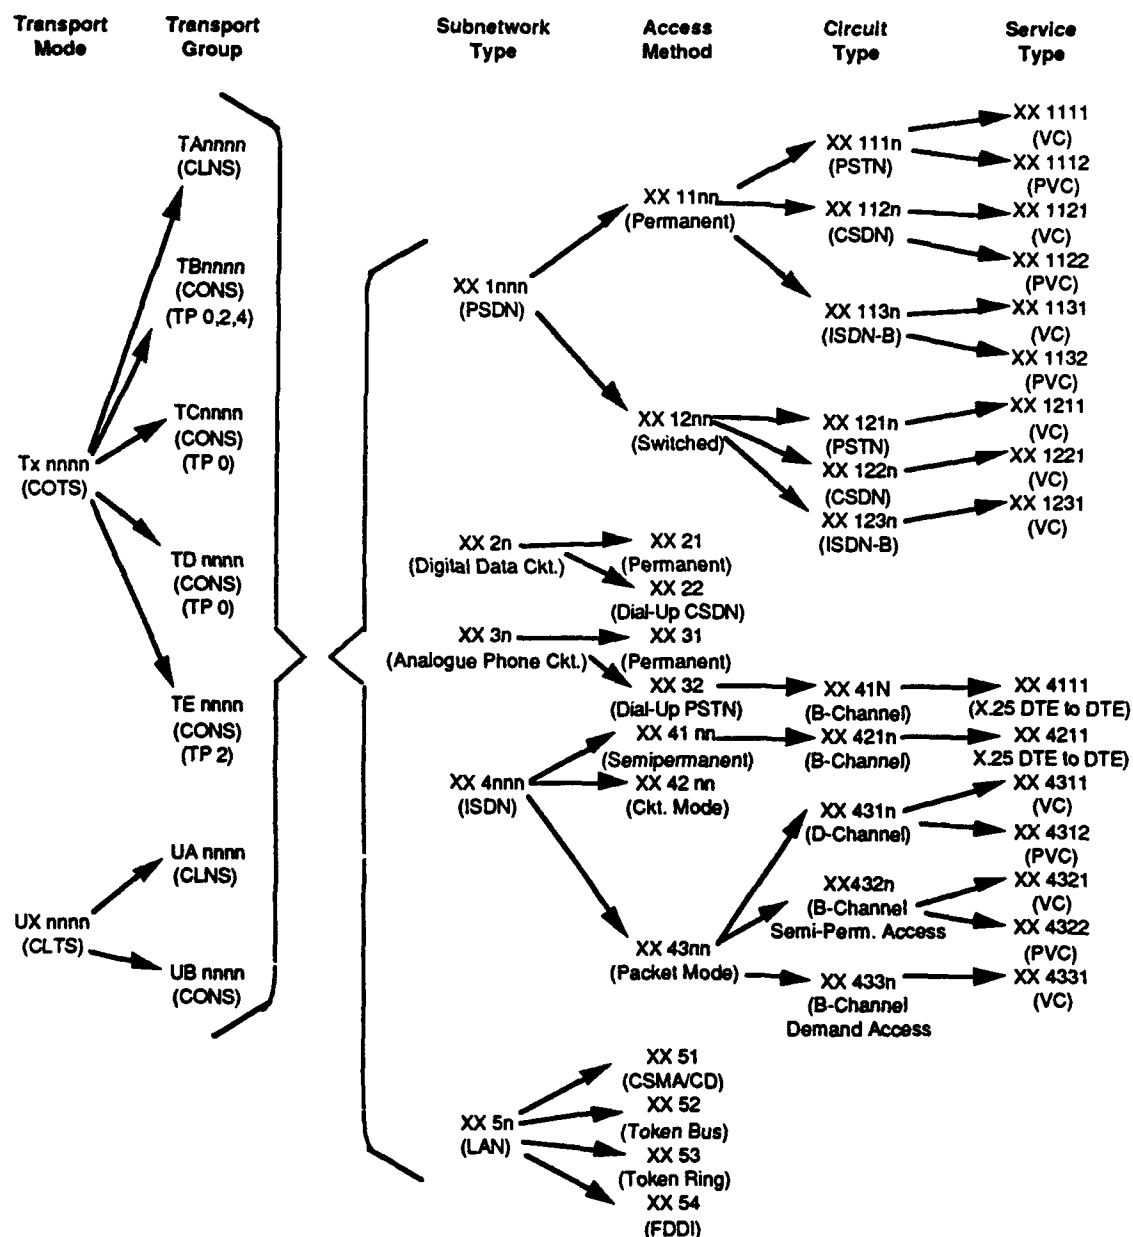 Transport Mode
Transport Group
Subnetwork Type
Access Method
Circuit Type
Service Type
Tx nnnn
(COTS)
UX nnnn
(CLTS)
TAnnnn
(CLNS)
TBnnnn
(CONS)
(TP 0,2,4)
TCnnnn
(CONS)
(TP 0)
TD nnnn
(CONS)
(TP 0)
TE nnnn
(CONS)
(TP 2)
UA nnnn
(CLNS)
UB nnnn
(CONS)
XX 1nnn
(PSDN)
XX 2n
(Digital Data Ckt.)
XX 3n
(Analogue Phone Ckt.)
XX 4nnn
(ISDN)
XX 5n
(LAN)
XX 11nn
(Permanent)
XX 12nn
(Switched)
XX 21
(Permanent)
XX 22
(Dial-Up CSDN)
XX 31
(Permanent)
XX 32
(Dial-Up PSTN)
XX 41 nn
(Semipermanent)
XX 42 nn
(Ckt. Mode)
XX 43nn
(Packet Mode)
XX 51
(CSMA/CD)
XX 52
(Token Bus)
XX 53
(Token Ring)
XX 54
(FDDI)
XX 111n
(PSTN)
XX 112n
(CSDN)
XX 113n
(ISDN-B)
XX 121n
(PSTN)
XX 122n
(CSDN)
XX 123n
(ISDN-B)
XX 41N
(B-Channel)
XX 421n
(B-Channel)
XX 431n
(D-Channel)
XX432n
(B-Channel
Semi-Perm. Access
XX 433n
(B-Channel
Demand Access
XX 1111
(VC)
XX 1112
(PVC)
XX 1121
(VC)
XX 1122
(PVC)
XX 1131
(VC)
XX 1132
(PVC)
XX 1211
(VC)
XX 1221
(VC)
XX 1231
(VC)
XX 4111
(X.25 DTE to DTE)
XX 4211
X.25 DTE to DTE)
XX 4311
(VC)
XX 4312
(PVC)
XX 4321
(VC)
XX 4322
(PVC)
XX 4331
(VC)